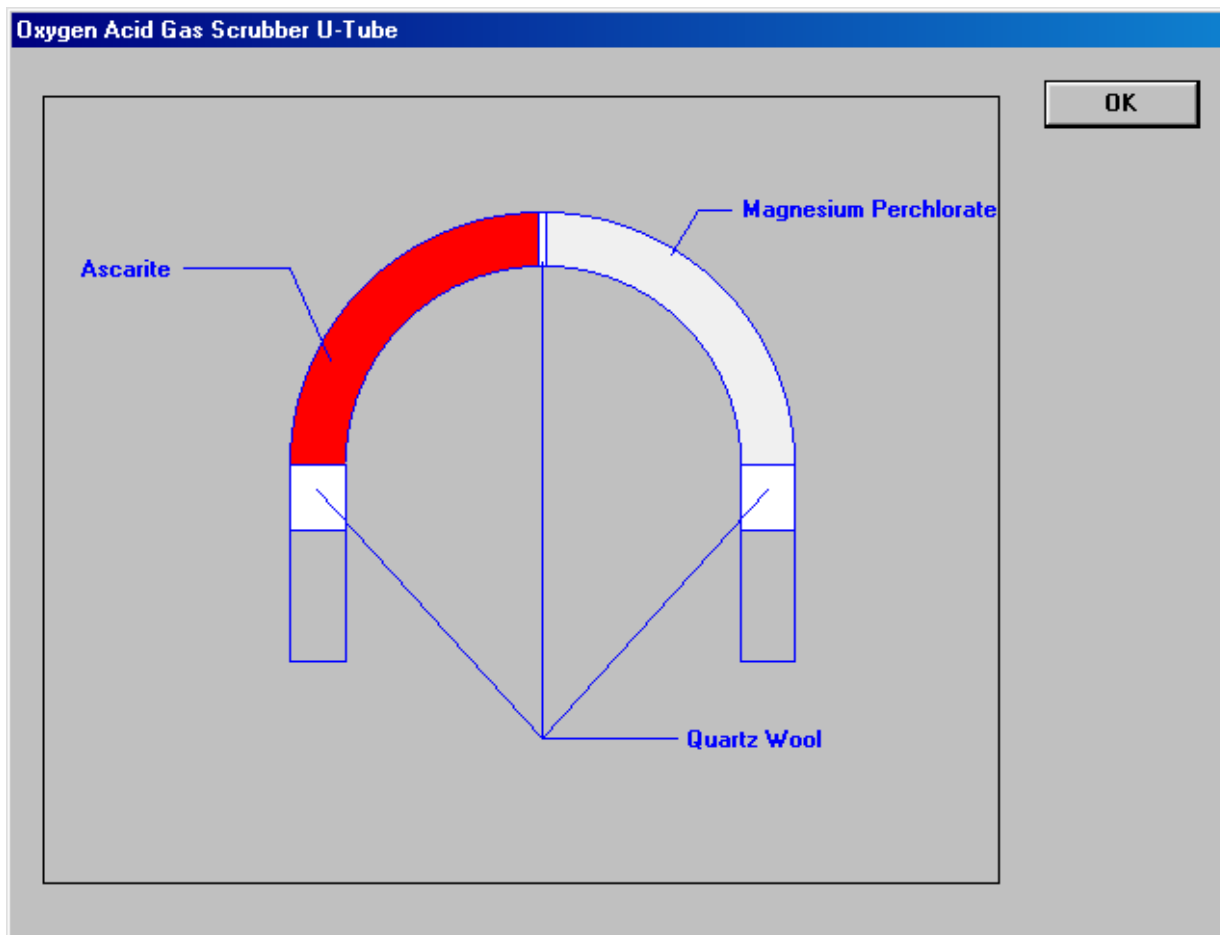 Oxygen Acid Gas Scrubber U-Tube
OK
Magnesium Perchlorate
Ascarite
Quartz Wool